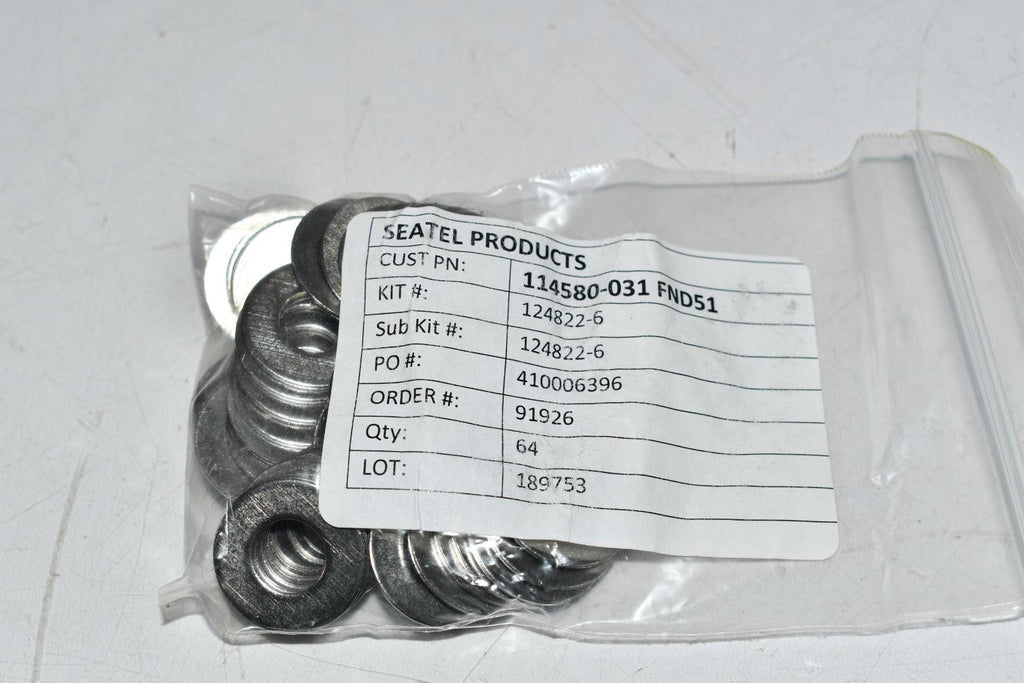 SEATEL PRODUCTS
CUST PN: 114580-031 FND51
KIT #: 124822-6
Sub Kit #: 124822-6
PO #: 410006396
ORDER #: 91926
Qty: 64
LOT: 189753